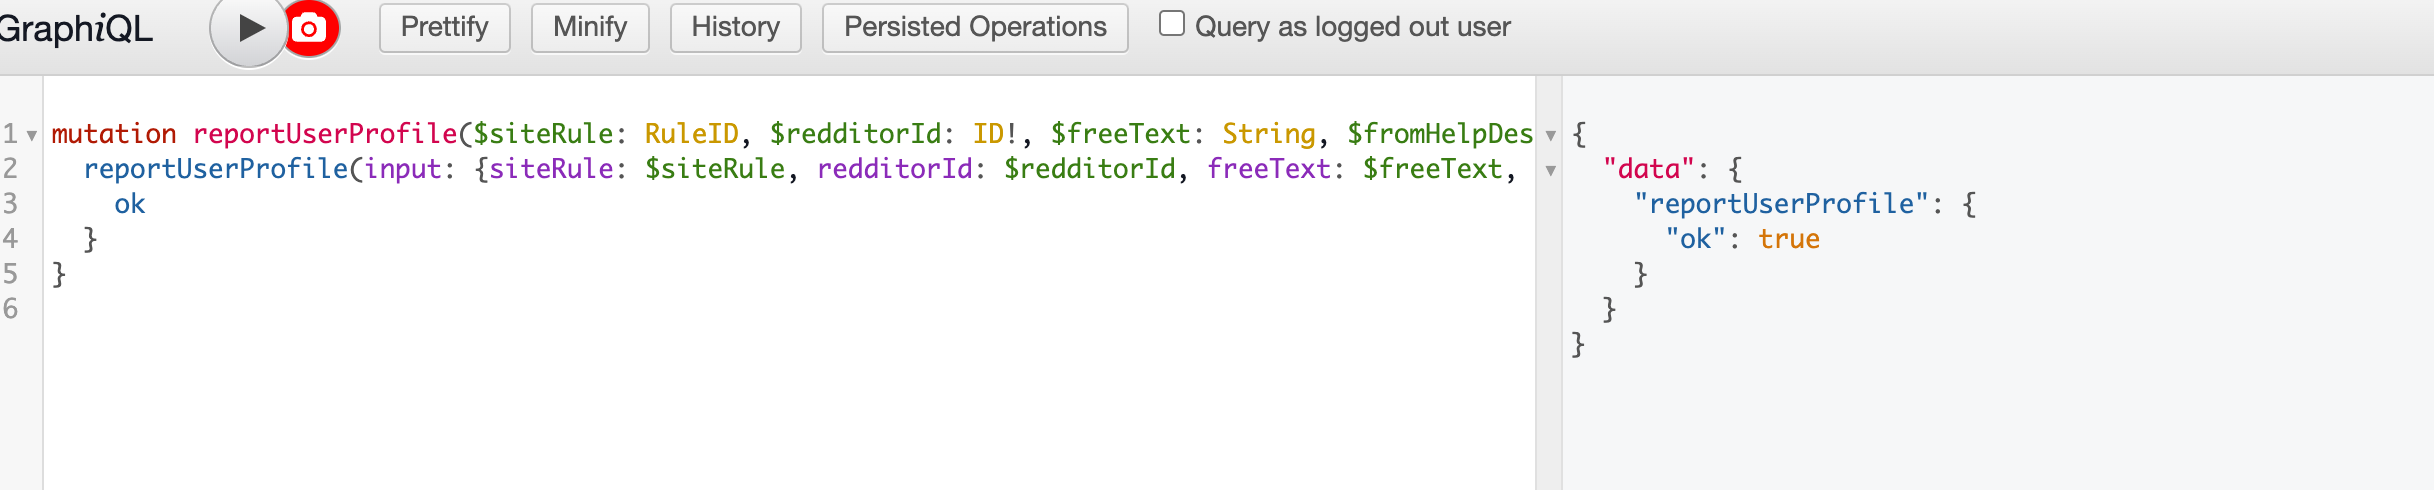 GraphiQL Prettify Minify History Persisted Operations Query as logged out user
1 mutation reportUserProfile($siteRule: RuleID, $redditorId: ID!, $freeText: String, $fromHelpDes
2 reportUserProfile(input: {siteRule: $siteRule, redditorId: $redditorId, freeText: $freeText,
3 ok
4 }
5 }
6
{
"data": {
"reportUserProfile": {
"ok": true
}
}
}